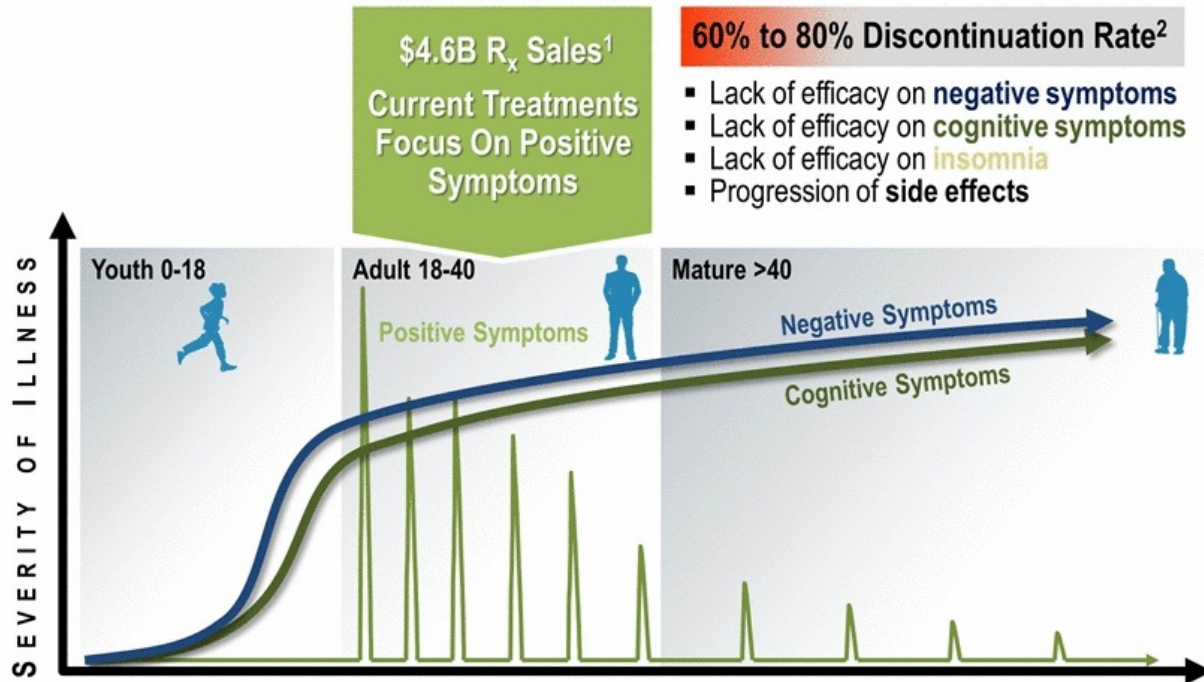 $4.6B Rx Sales1
Current Treatments
Focus On Positive
Symptoms
60% to 80% Discontinuation Rate2
▪ Lack of efficacy on negative symptoms
▪ Lack of efficacy on cognitive symptoms
▪ Lack of efficacy on insomnia
▪ Progression of side effects
SEVERITY OF ILLNESS
Youth 0-18
Adult 18-40
Mature >40
Positive Symptoms
Negative Symptoms
Cognitive Symptoms